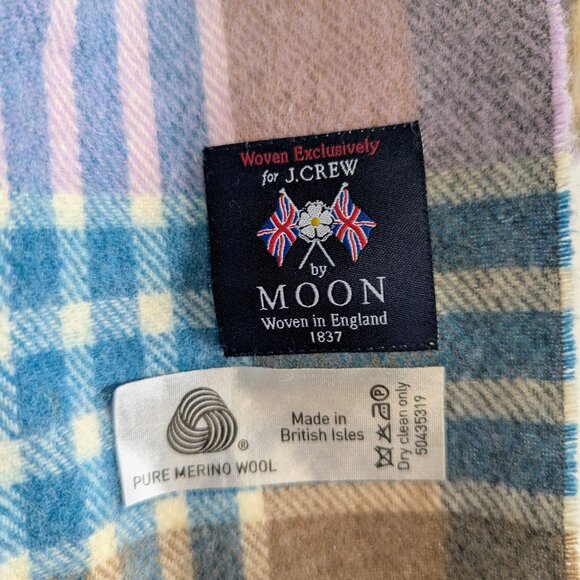 Woven Exclusively
for J.CREW
by
MOON
Woven in England
1837
®
PURE MERINO WOOL
Made in
British Isles
P
Dry clean only
50435319